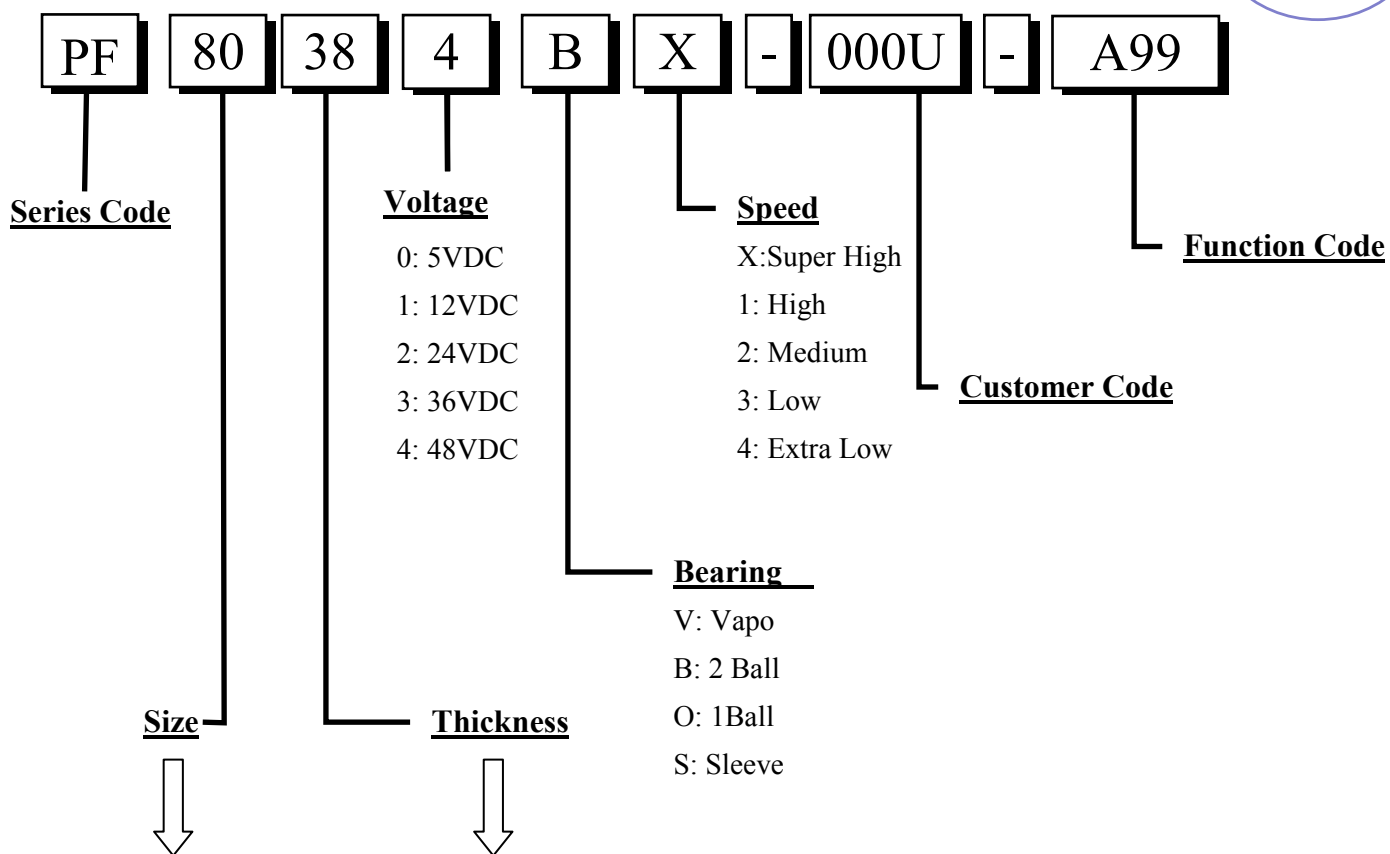 PF 80 38 4 B X - 000U - A99
Series Code
Voltage
0: 5VDC
1: 12VDC
2: 24VDC
3: 36VDC
4: 48VDC
Speed
X:Super High
1: High
2: Medium
3: Low
4: Extra Low
Function Code
Customer Code
Bearing
V: Vapo
B: 2 Ball
O: 1Ball
S: Sleeve
Size
Thickness